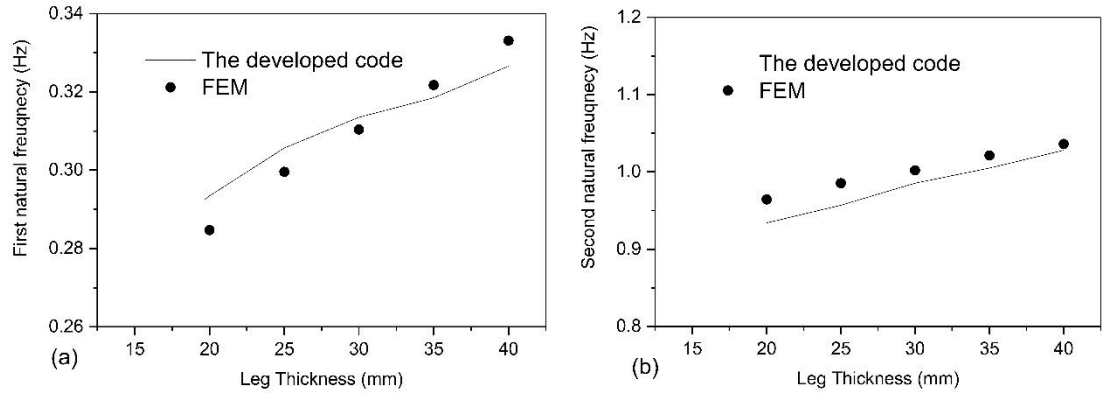 0.34
0.32
0.30
0.28
0.26
First natural freuqnecy (Hz)
The developed code
FEM
15 20 25 30 35 40
Leg Thickness (mm)
(a)
1.2
1.1
1.0
0.9
0.8
Second natural freuqnecy (Hz)
The developed code
FEM
15 20 25 30 35 40
Leg Thickness (mm)
(b)